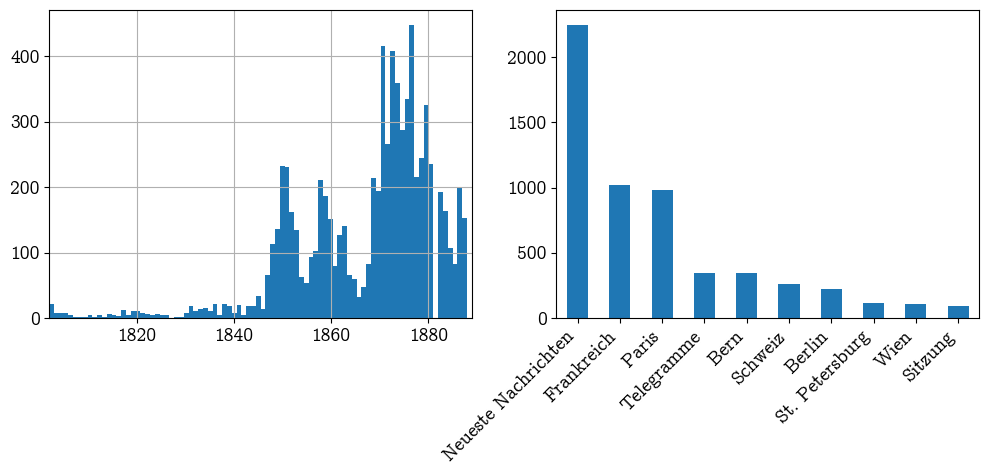 400
300
200
100
0
1820 1840 1860 1880
2000
1500
1000
500
0
Neueste Nachrichten
Frankreich
Paris
Telegramme
Bern
Schweiz
Berlin
St. Petersburg
Wien
Sitzung